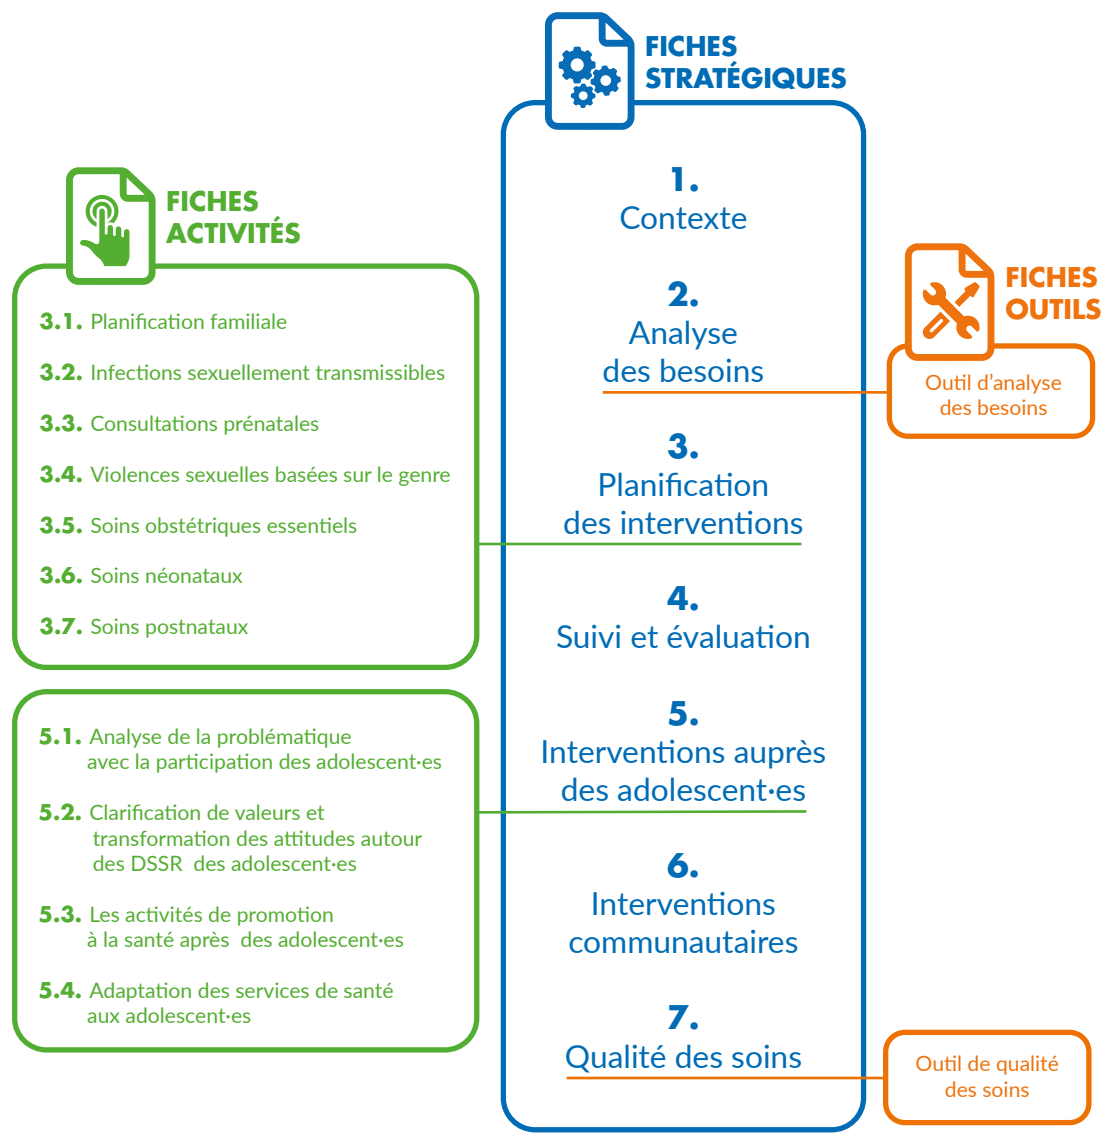 FICHES
STRATÉGIQUES
1.
Contexte
2.
Analyse
des besoins
3.
Planification
des interventions
4.
Suivi et évaluation
5.
Interventions auprès
des adolescent·es
6.
Interventions
communautaires
7.
Qualité des soins
FICHES
ACTIVITÉS
3.1. Planification familiale
3.2. Infections sexuellement transmissibles
3.3. Consultations prénatales
3.4. Violences sexuelles basées sur le genre
3.5. Soins obstétriques essentiels
3.6. Soins néonataux
3.7. Soins postnataux
5.1. Analyse de la problématique
avec la participation des adolescent·es
5.2. Clarification de valeurs et
transformation des attitudes autour
des DSSR des adolescent·es
5.3. Les activités de promotion
à la santé après des adolescent·es
5.4. Adaptation des services de santé
aux adolescent·es
FICHES
OUTILS
Outil d’analyse
des besoins
Outil de qualité
des soins